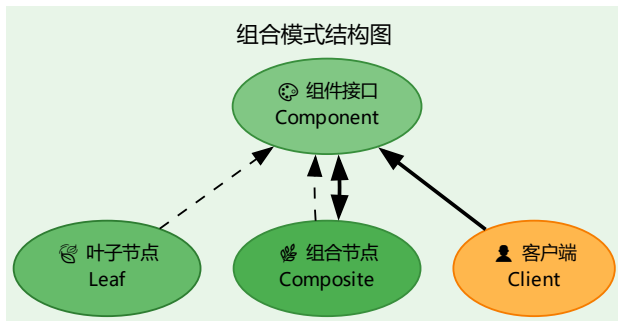 组合模式结构图
🎨 组件接口
Component
🍃 叶子节点
Leaf
🌿 组合节点
Composite
👤 客户端
Client